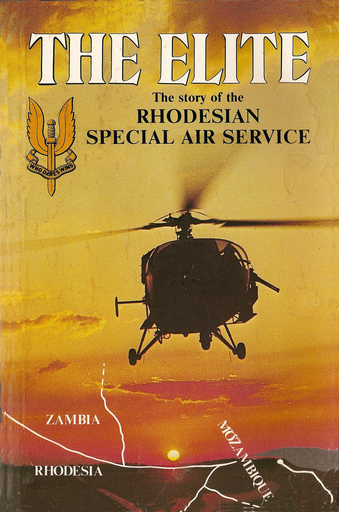 THE ELITE
The story of the
RHODESIAN
SPECIAL AIR SERVICE
WHO DARES WINS
ZAMBIA
RHODESIA
MOZAMBIQUE